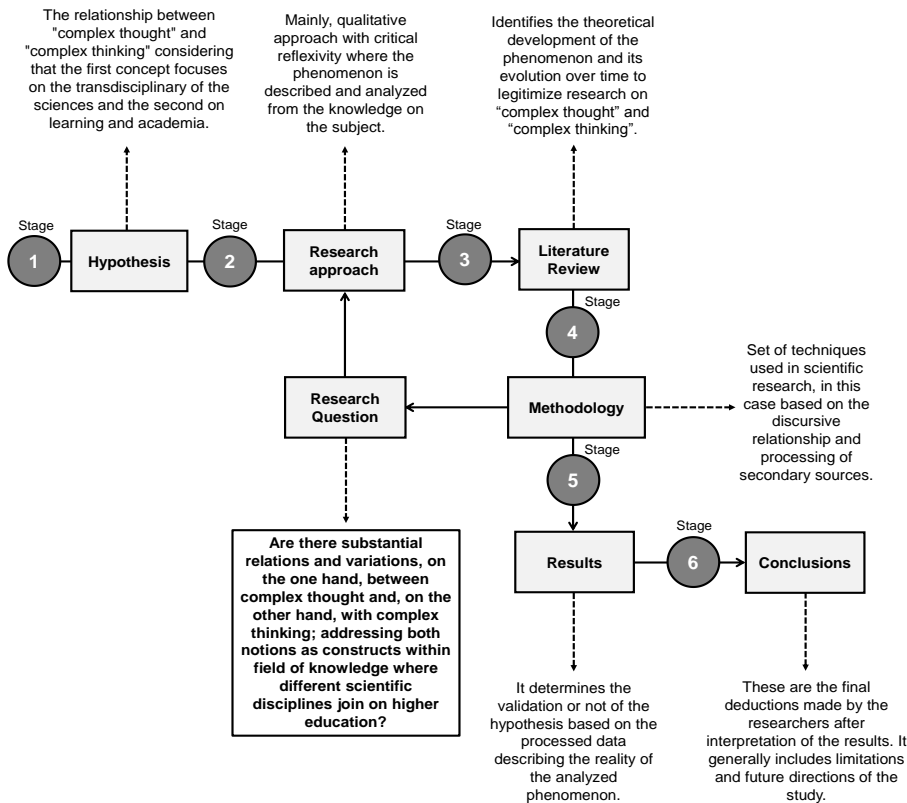 The relationship between
"complex thought" and
"complex thinking" considering
that the first concept focuses
on the transdisciplinary of the
sciences and the second on
learning and academia.
Mainly, qualitative
approach with critical
reflexivity where the
phenomenon is
described and analyzed
from the knowledge on
the subject.
Identifies the theoretical
development of the
phenomenon and its
evolution over time to
legitimize research on
“complex thought” and
“complex thinking”.
Stage
1
Hypothesis
Stage
2
Research
approach
Stage
3
Literature
Review
Stage
4
Research
Question
Methodology
Set of techniques
used in scientific
research, in this
case based on the
discursive
relationship and
processing of
secondary sources.
Stage
5
Are there substantial
relations and variations, on
the one hand, between
complex thought and, on the
other hand, with complex
thinking; addressing both
notions as constructs within
field of knowledge where
different scientific
disciplines join on higher
education?
Results
Stage
6
Conclusions
It determines the
validation or not of the
hypothesis based on the
processed data
describing the reality of
the analyzed
phenomenon.
These are the final
deductions made by the
researchers after
interpretation of the results. It
generally includes limitations
and future directions of the
study.